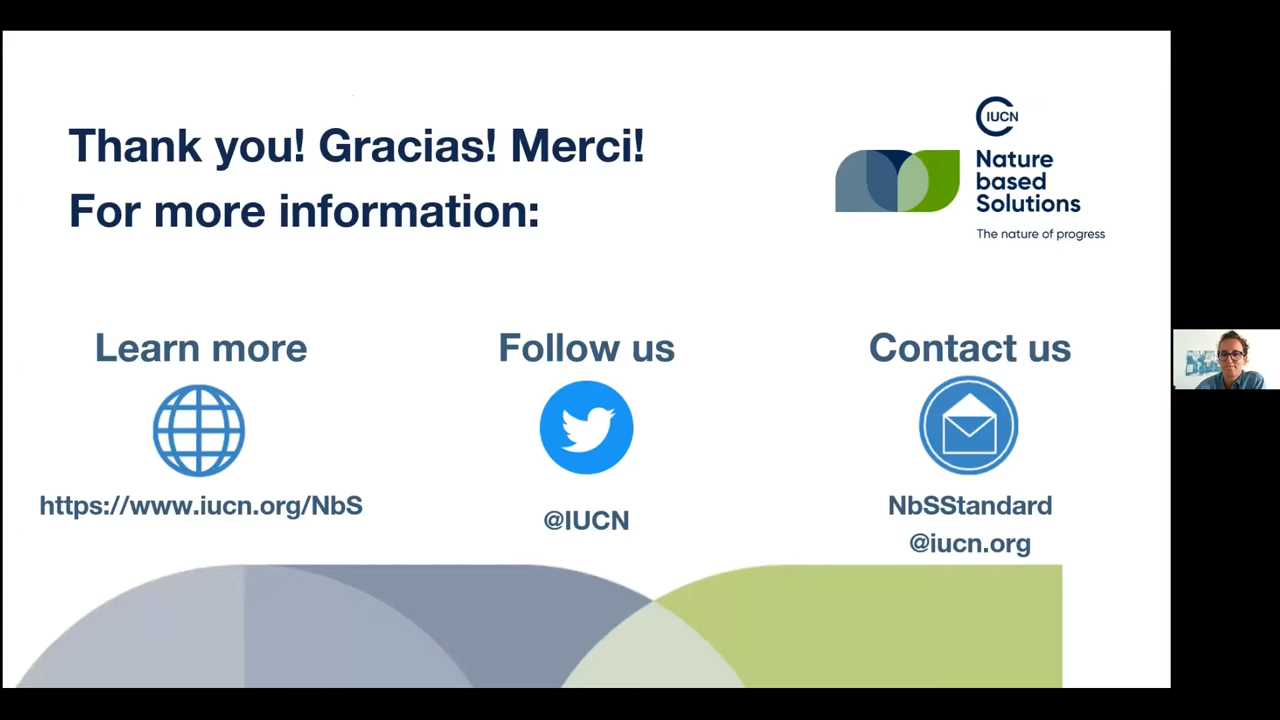 Thank you! Gracias! Merci!
For more information:
IUCN
Nature
based
Solutions
The nature of progress
Learn more
https://www.iucn.org/NbS
Follow us
@IUCN
Contact us
NbSStandard
@iucn.org